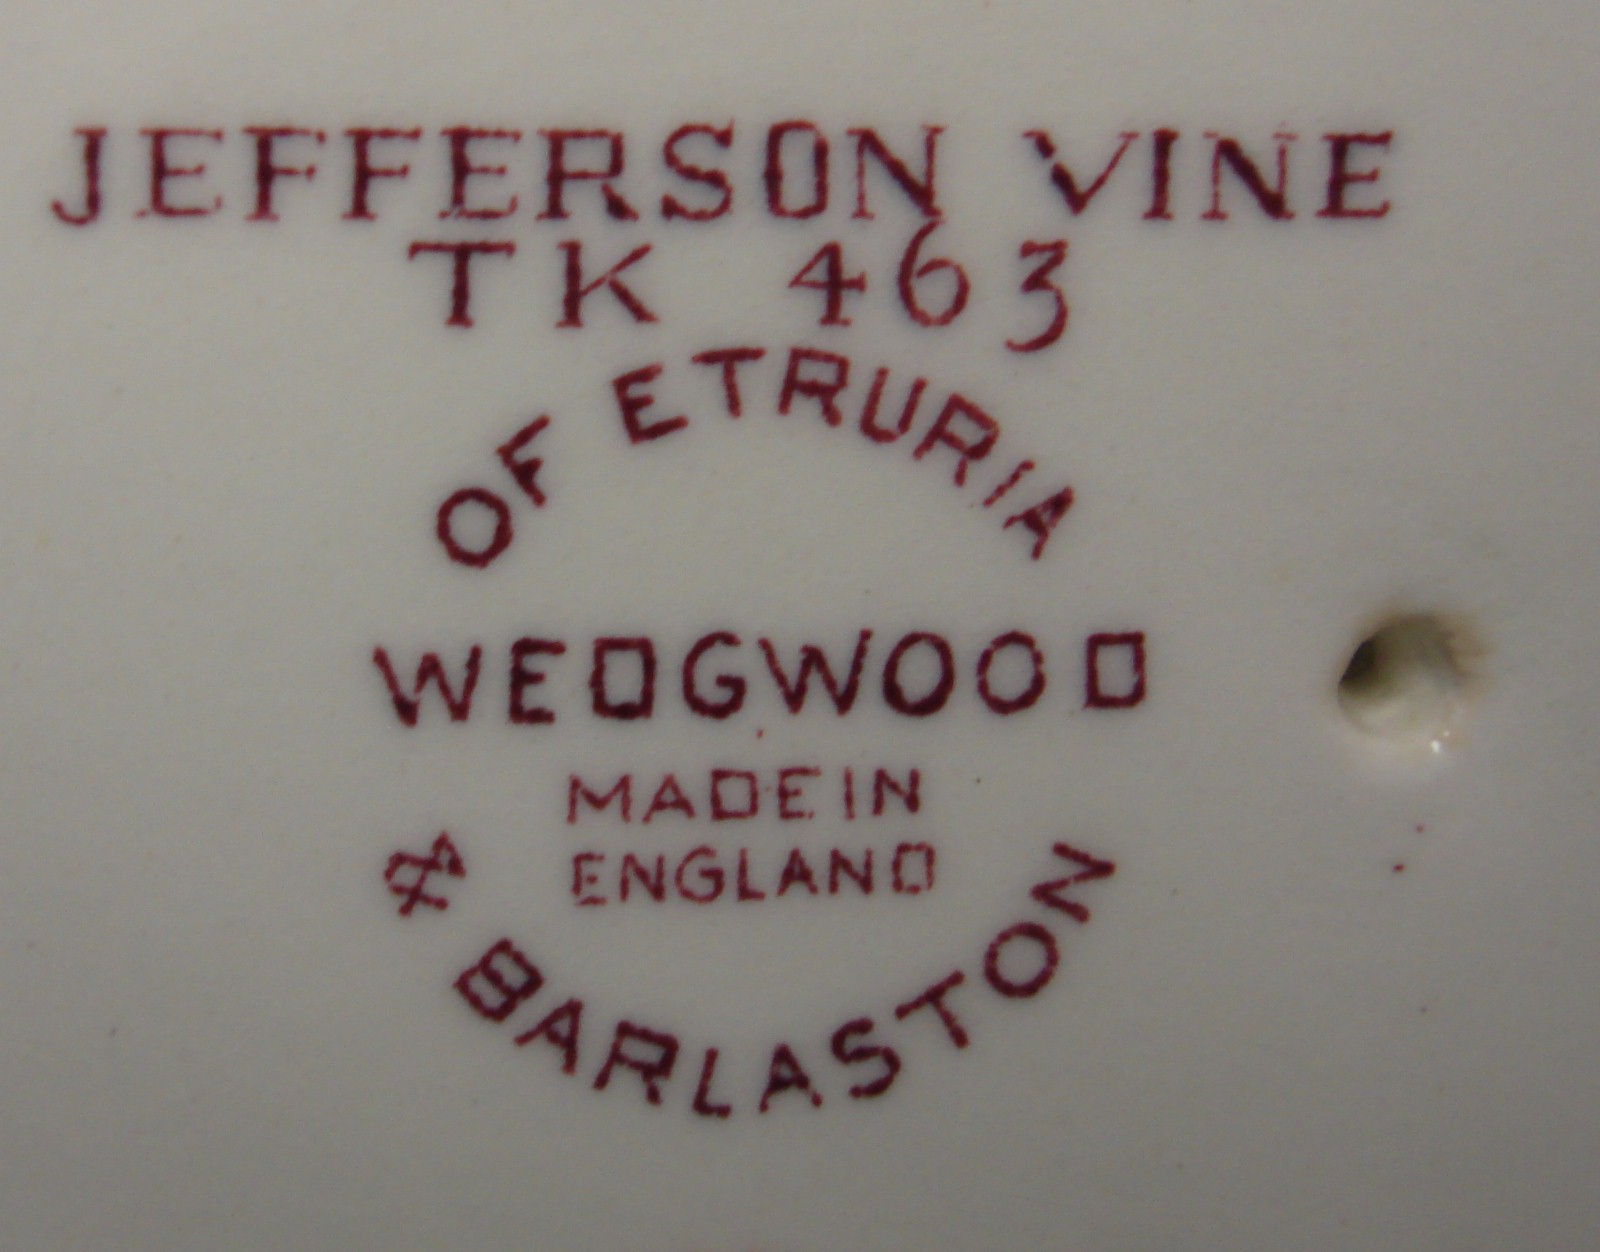 JEFFERSON VINE
TK 463
OF ETRURIA
WEDGWOOD
MADE IN
ENGLAND
& BARLASTON